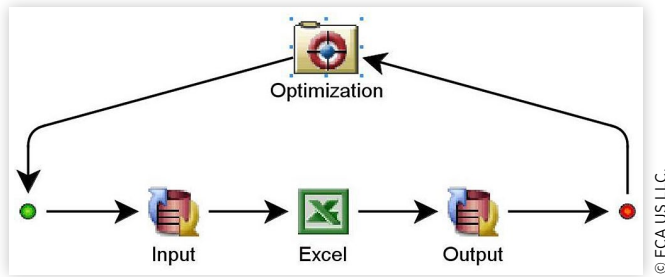 Optimization
Input
Excel
Output
© FCA US LLC.